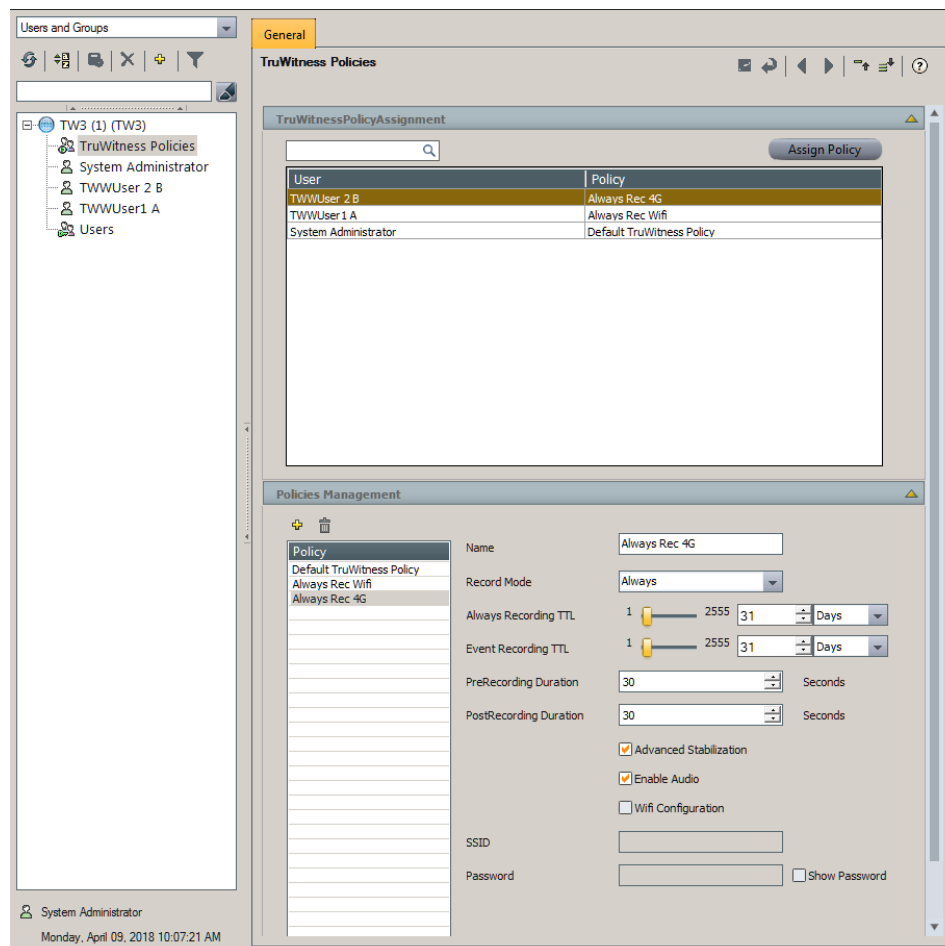 Users and Groups
TW3 (1) (TW3)
TruWitness Policies
System Administrator
TWWUser 2 B
TWWUser1 A
Users
System Administrator
Monday, April 09, 2018 10:07:21 AM
General
TruWitness Policies
TruWitnessPolicyAssignment
Assign Policy
User Policy
TWWUser 2 B Always Rec 4G
TWWUser1 A Always Rec Wifi
System Administrator Default TruWitness Policy
Policies Management
Policy
Default TruWitness Policy
Always Rec Wifi
Always Rec 4G
Name Always Rec 4G
Record Mode Always
Always Recording TTL 1 2555 31 Days
Event Recording TTL 1 2555 31 Days
PreRecording Duration 30 Seconds
PostRecording Duration 30 Seconds
Advanced Stabilization
Enable Audio
Wifi Configuration
SSID
Password Show Password